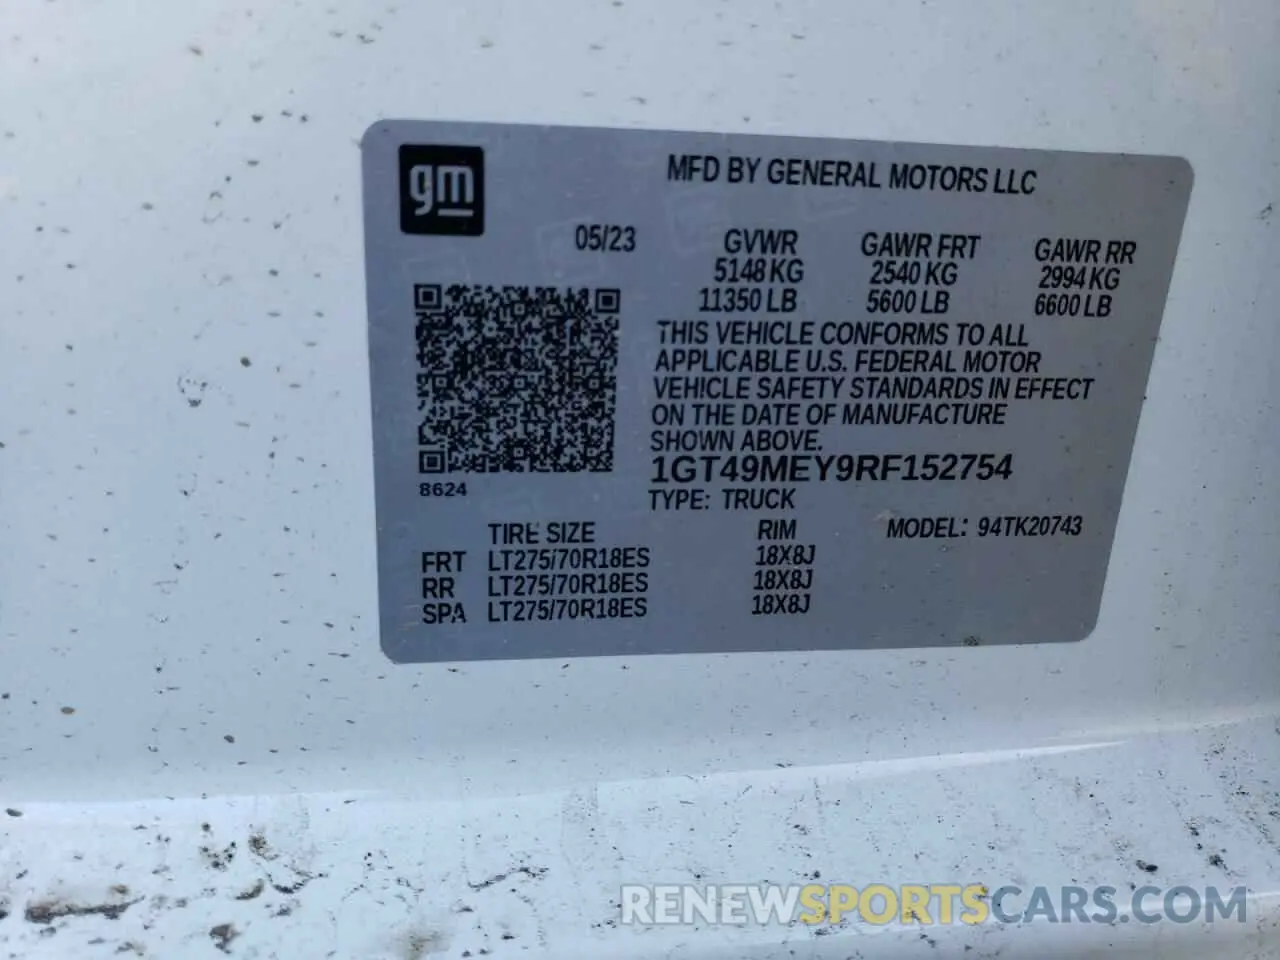 gm
MFD BY GENERAL MOTORS LLC
05/23
GVWR GAWR FRT GAWR RR
5148 KG 2540 KG 2994 KG
11350 LB 5600 LB 6600 LB
THIS VEHICLE CONFORMS TO ALL
APPLICABLE U.S. FEDERAL MOTOR
VEHICLE SAFETY STANDARDS IN EFFECT
ON THE DATE OF MANUFACTURE
SHOWN ABOVE.
1GT49MEY9RF152754
8624
TYPE: TRUCK
TIRE SIZE RIM MODEL: 94TK20743
FRT LT275/70R18ES 18X8J
RR LT275/70R18ES 18X8J
SPA LT275/70R18ES 18X8J
RENEWSPORTSCARS.COM